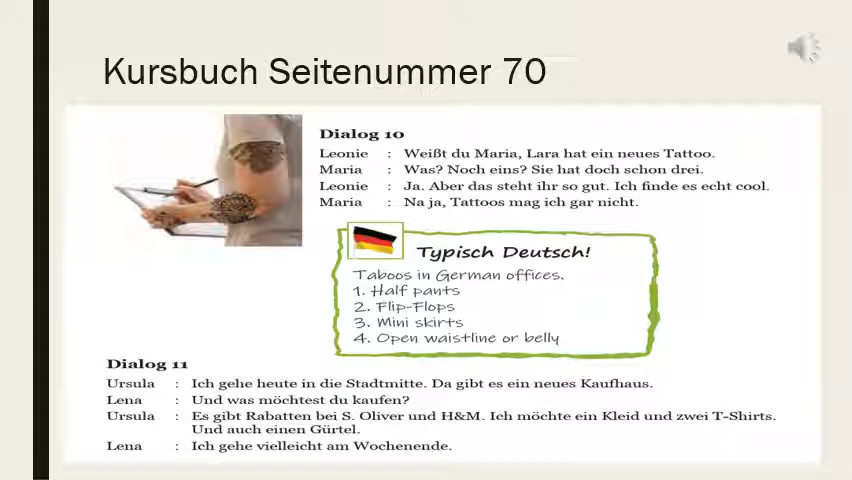 Kursbuch Seitenummer 70
Dialog 10
Leonie : Weißt du Maria, Lara hat ein neues Tattoo.
Maria : Was? Noch eins? Sie hat doch schon drei.
Leonie : Ja. Aber das steht ihr so gut. Ich finde es echt cool.
Maria : Na ja, Tattoos mag ich gar nicht.
Typisch Deutsch!
Taboos in German offices.
1. Half pants
2. Flip-Flops
3. Mini skirts
4. Open waistline or belly
Dialog 11
Ursula : Ich gehe heute in die Stadtmitte. Da gibt es ein neues Kaufhaus.
Lena : Und was möchtest du kaufen?
Ursula : Es gibt Rabatten bei S. Oliver und H&M. Ich möchte ein Kleid und zwei T-Shirts.
Und auch einen Gürtel.
Lena : Ich gehe vielleicht am Wochenende.